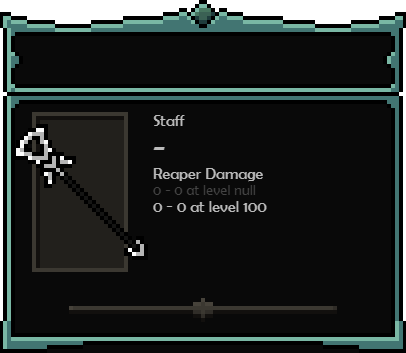 Staff
–
Reaper Damage
0 - 0 at level null
0 - 0 at level 100